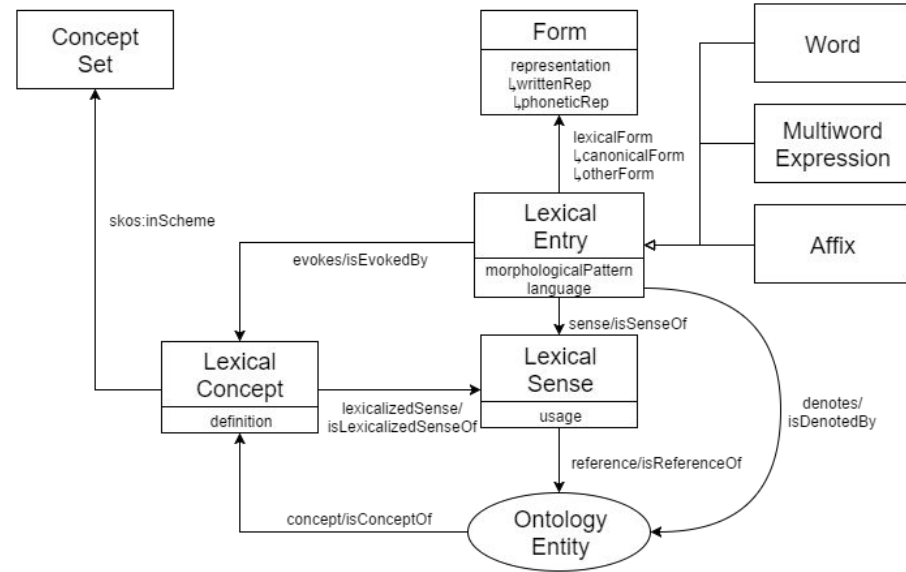 Concept
Set
Form
representation
↳writtenRep
↳phoneticRep
Word
lexicalForm
↳canonicalForm
↳otherForm
Multiword
Expression
skos:inScheme
Lexical
Entry
morphologicalPattern
language
Affix
evokes/isEvokedBy
sense/isSenseOf
Lexical
Concept
definition
lexicalizedSense/
isLexicalizedSenseOf
Lexical
Sense
usage
denotes/
isDenotedBy
reference/isReferenceOf
concept/isConceptOf
Ontology
Entity